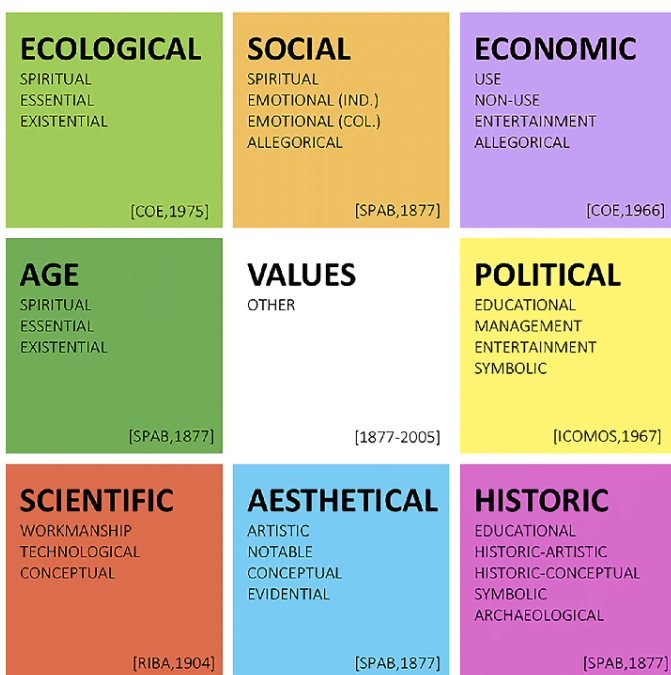 ECOLOGICAL
SPIRITUAL
ESSENTIAL
EXISTENTIAL
[COE,1975]
SOCIAL
SPIRITUAL
EMOTIONAL (IND.)
EMOTIONAL (COL.)
ALLEGORICAL
[SPAB,1877]
ECONOMIC
USE
NON-USE
ENTERTAINMENT
ALLEGORICAL
[COE,1966]
AGE
SPIRITUAL
ESSENTIAL
EXISTENTIAL
[SPAB,1877]
VALUES
OTHER
[1877-2005]
POLITICAL
EDUCATIONAL
MANAGEMENT
ENTERTAINMENT
SYMBOLIC
[ICOMOS,1967]
SCIENTIFIC
WORKMANSHIP
TECHNOLOGICAL
CONCEPTUAL
[RIBA,1904]
AESTHETICAL
ARTISTIC
NOTABLE
CONCEPTUAL
EVIDENTIAL
[SPAB,1877]
HISTORIC
EDUCATIONAL
HISTORIC-ARTISTIC
HISTORIC-CONCEPTUAL
SYMBOLIC
ARCHAEOLOGICAL
[SPAB,1877]